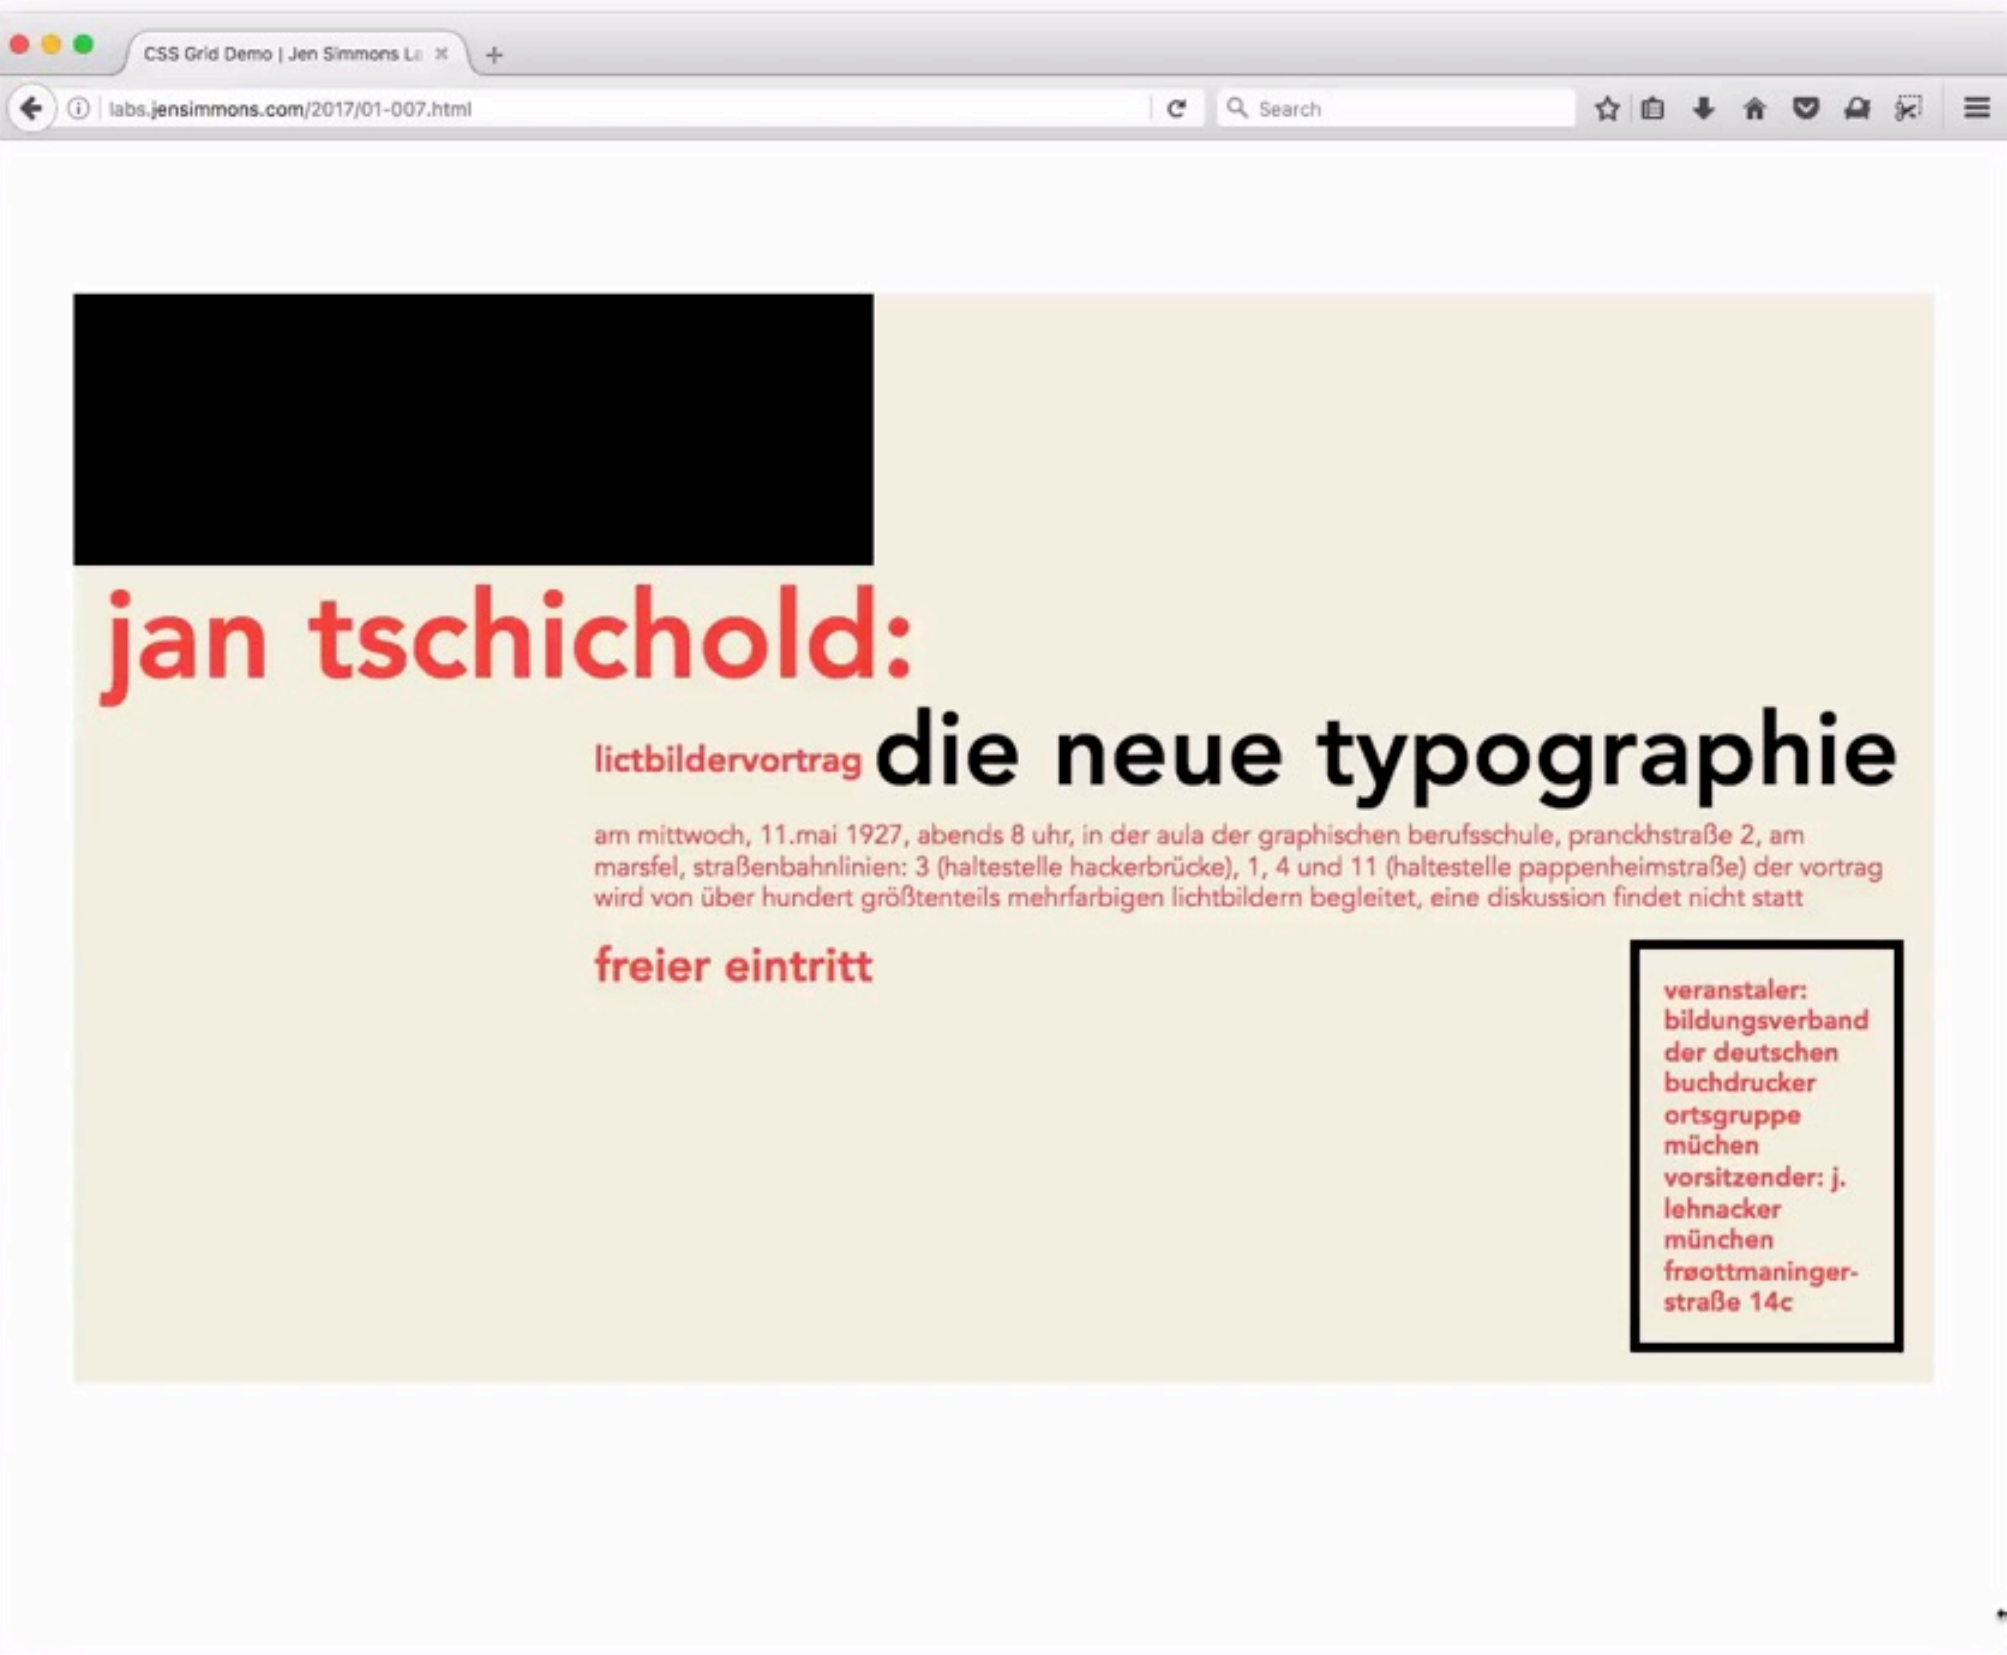 CSS Grid Demo | Jen Simmons La
labs.jensimmons.com/2017/01-007.html
Search
jan tschichold:
lictbildervortrag die neue typographie
am mittwoch, 11.mai 1927, abends 8 uhr, in der aula der graphischen berufsschule, pranckhstraße 2, am
marsfel, straßenbahnlinien: 3 (haltestelle hackerbrücke), 1, 4 und 11 (haltestelle pappenheimstraße) der vortrag
wird von über hundert größtenteils mehrfarbigen lichtbildern begleitet, eine diskussion findet nicht statt
freier eintritt
veranstaler:
bildungsverband
der deutschen
buchdrucker
ortsgruppe
müchen
vorsitzender: j.
lehnacker
münchen
frøottmaninger-
straße 14c